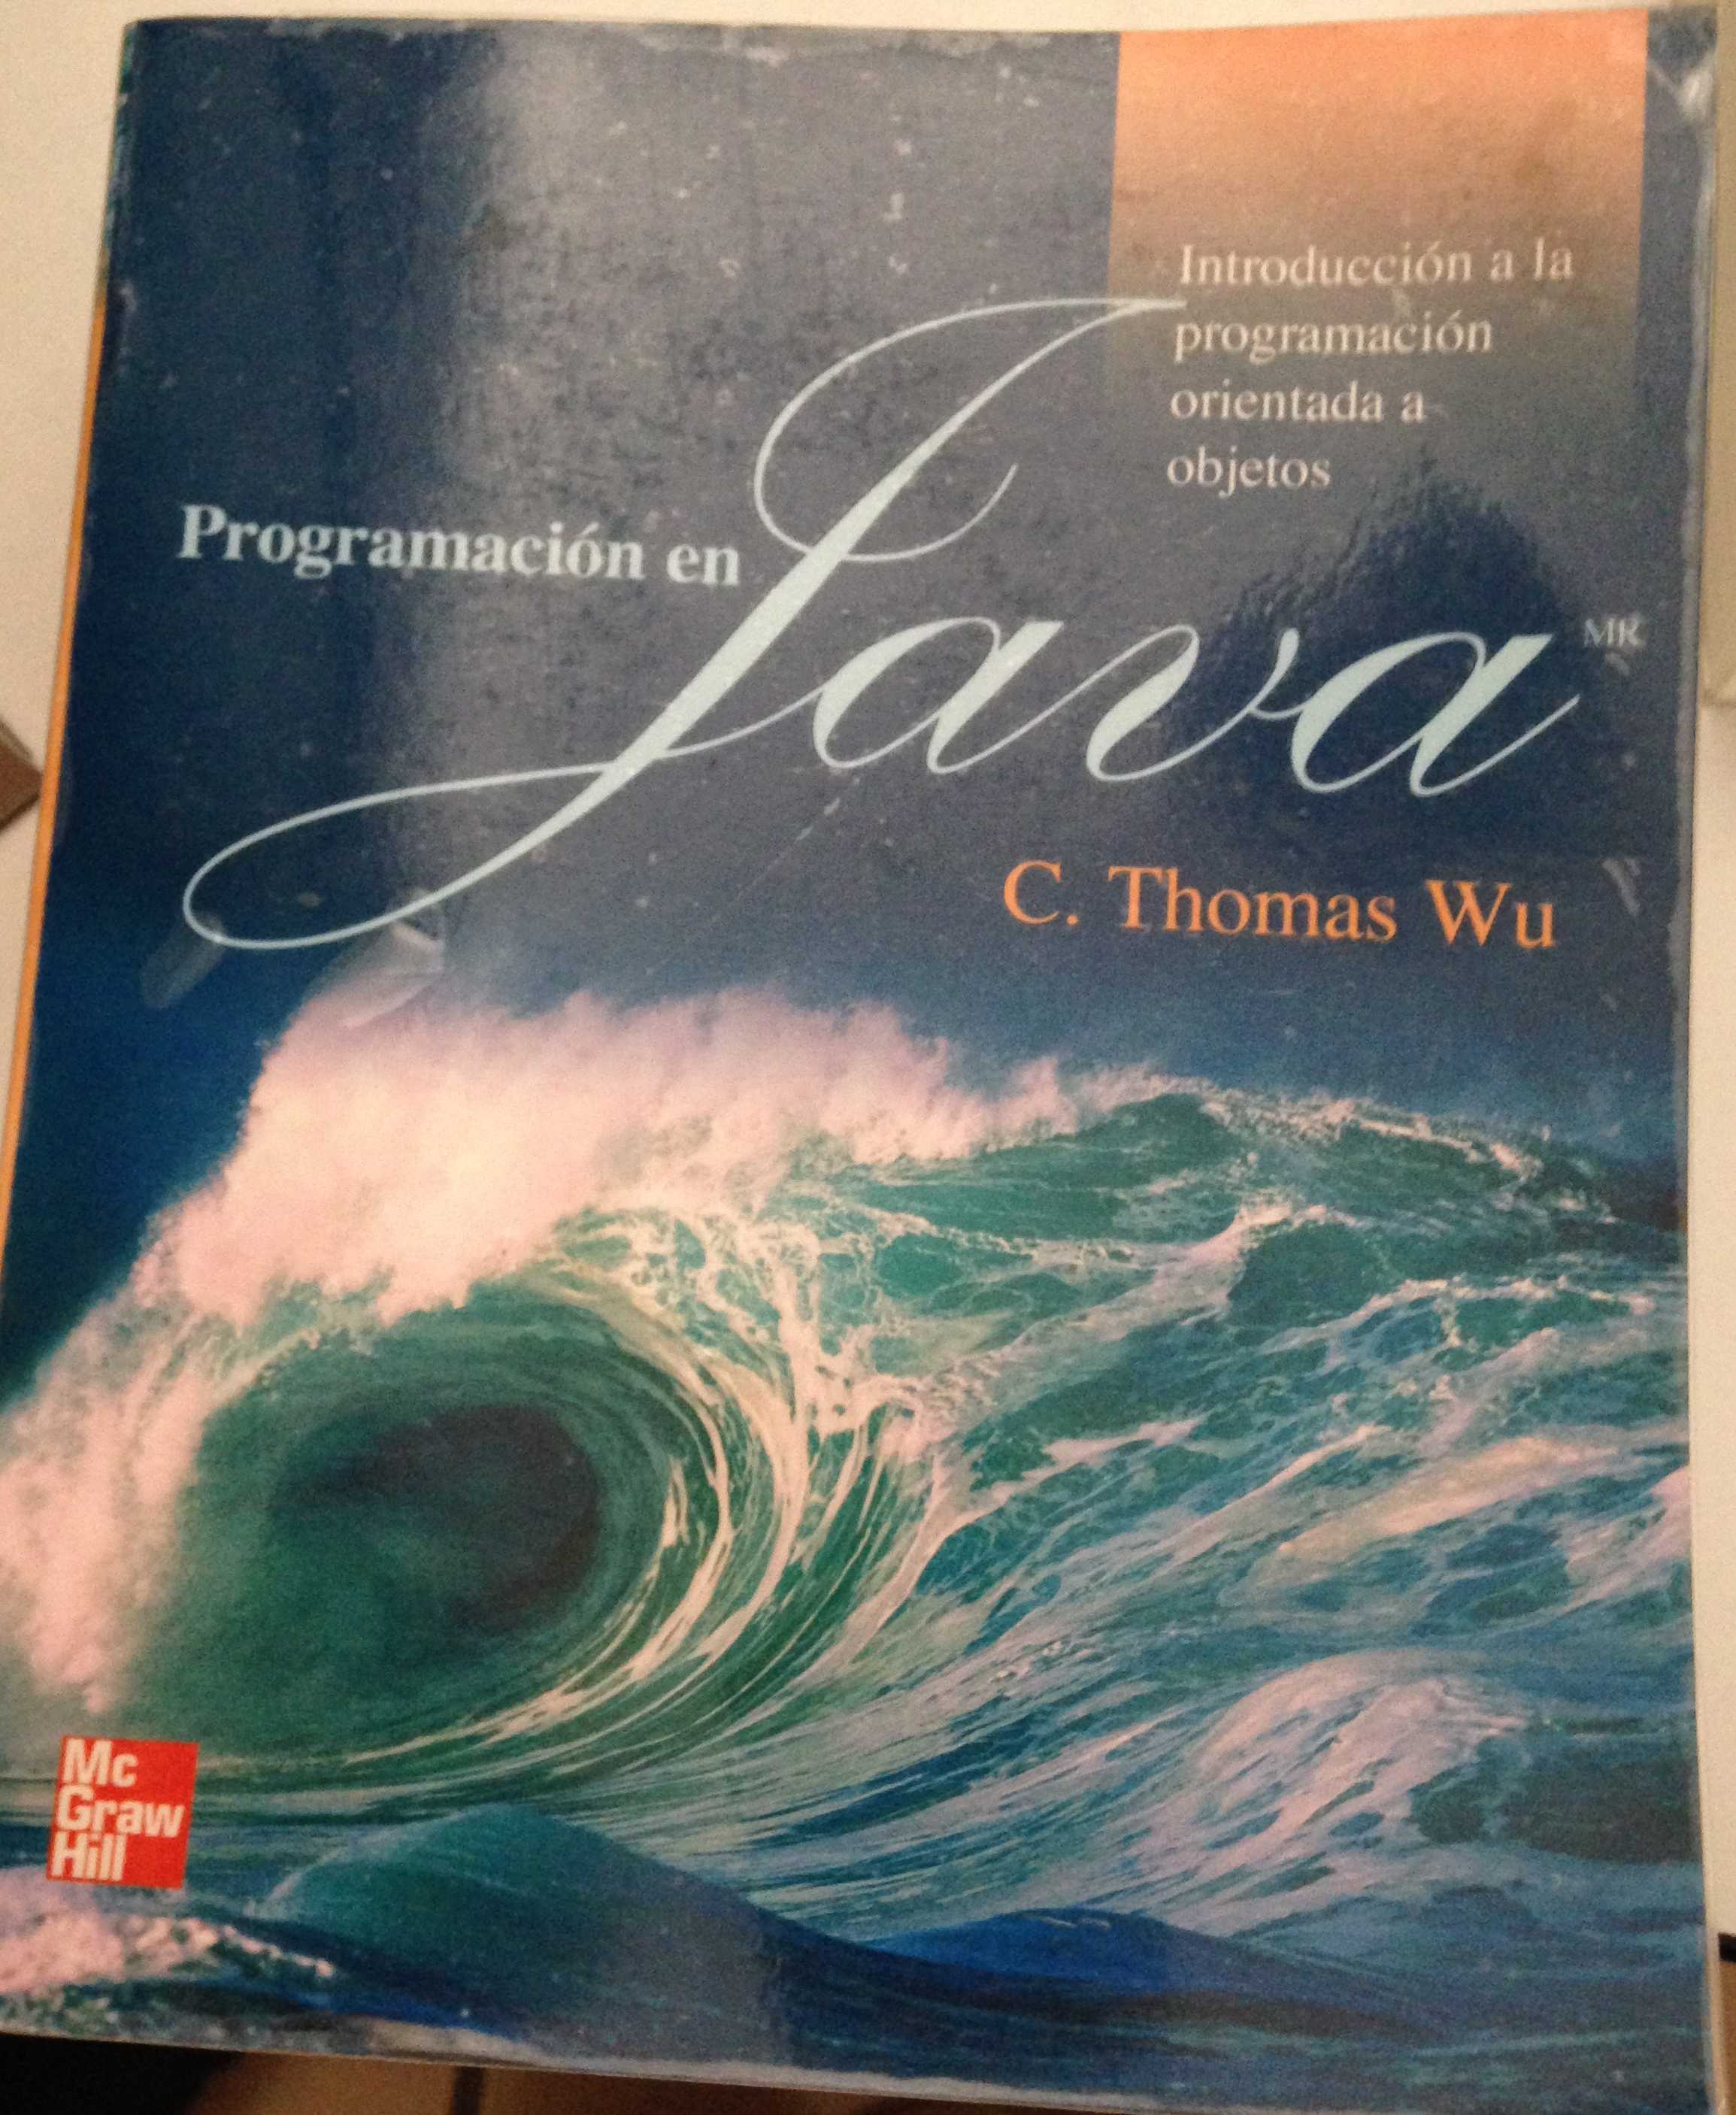 Introducción a la
programación
orientada a
objetos
Programación en
Java MR
C. Thomas Wu
Mc
Graw
Hill